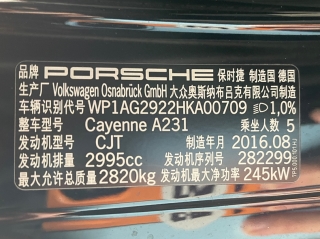 品牌 PORSCHE 保时捷 制造国 德国
生产厂 Volkswagen Osnabrück GmbH 大众奥斯纳布吕克有限公司
车辆识别代号 WP1AG2922HKA00709 1,0%
整车型号 Cayenne A231 乘坐人数 5
发动机型号 CJT 制造年月 2016.08
发动机排量 2995cc 发动机序列号 282299
最大允许总质量 2820kg 发动机最大净功率 245kW